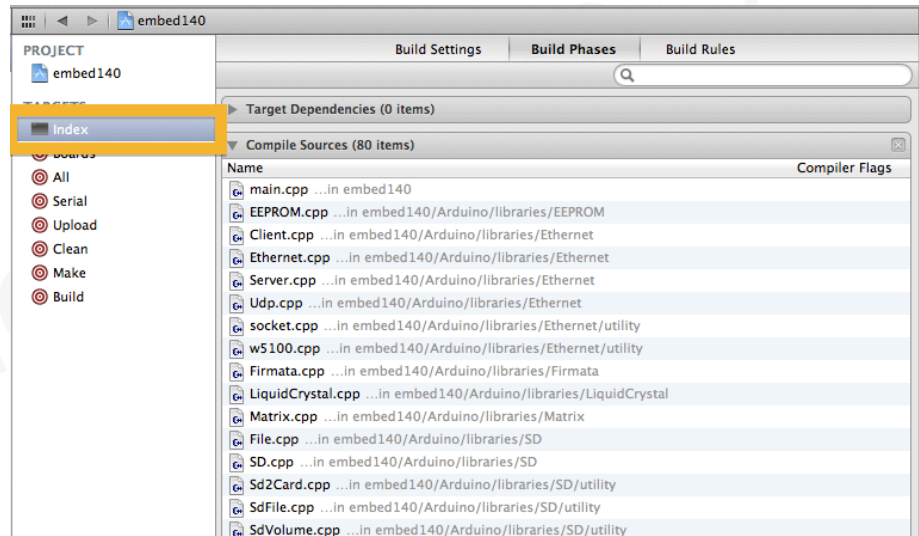 embed140
PROJECT
embed140
TARGETS
Index
Boards
All
Serial
Upload
Clean
Make
Build
Build Settings Build Phases Build Rules
Target Dependencies (0 items)
Compile Sources (80 items)
Name Compiler Flags
main.cpp ...in embed140
EEPROM.cpp ...in embed140/Arduino/libraries/EEPROM
Client.cpp ...in embed140/Arduino/libraries/Ethernet
Ethernet.cpp ...in embed140/Arduino/libraries/Ethernet
Server.cpp ...in embed140/Arduino/libraries/Ethernet
Udp.cpp ...in embed140/Arduino/libraries/Ethernet
socket.cpp ...in embed140/Arduino/libraries/Ethernet/utility
w5100.cpp ...in embed140/Arduino/libraries/Ethernet/utility
Firmata.cpp ...in embed140/Arduino/libraries/Firmata
LiquidCrystal.cpp ...in embed140/Arduino/libraries/LiquidCrystal
Matrix.cpp ...in embed140/Arduino/libraries/Matrix
File.cpp ...in embed140/Arduino/libraries/SD
SD.cpp ...in embed140/Arduino/libraries/SD
Sd2Card.cpp ...in embed140/Arduino/libraries/SD/utility
SdFile.cpp ...in embed140/Arduino/libraries/SD/utility
SdVolume.cpp ...in embed140/Arduino/libraries/SD/utility